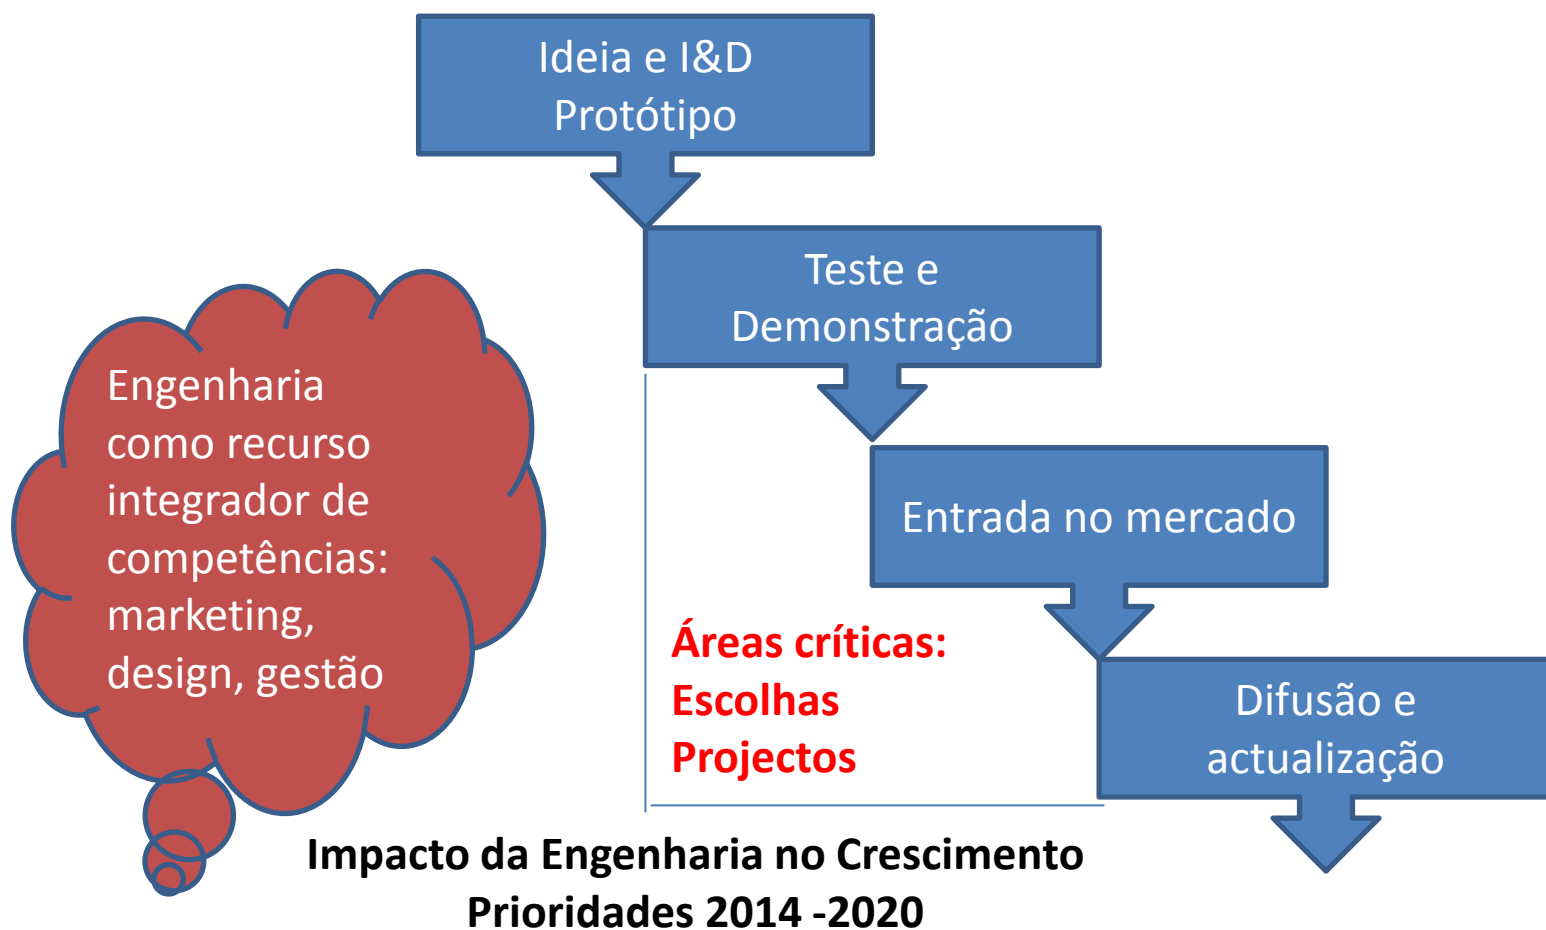 Ideia e I&D
Protótipo
Teste e
Demonstração
Entrada no mercado
Difusão e
actualização
Engenharia
como recurso
integrador de
competências:
marketing,
design, gestão
Áreas críticas:
Escolhas
Projectos
Impacto da Engenharia no Crescimento
Prioridades 2014 -2020